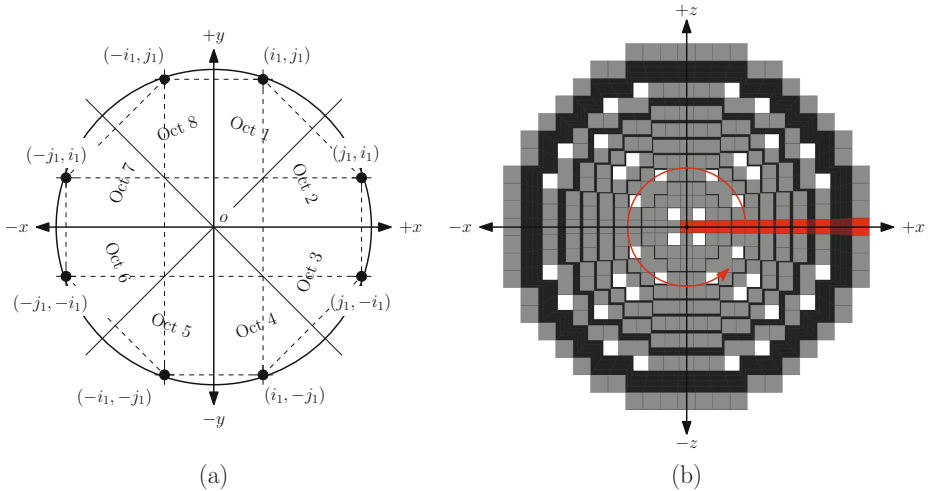 +y
(-i₁, j₁) (i₁, j₁)
Oct 8 Oct 1
(-j₁, i₁) (j₁, i₁)
Oct 7 Oct 2
o
-x +x
Oct 6 Oct 3
(-j₁, -i₁) (j₁, -i₁)
Oct 5 Oct 4
(-i₁, -j₁) (i₁, -j₁)
-y
(a)
+z
-x +x
-z
(b)